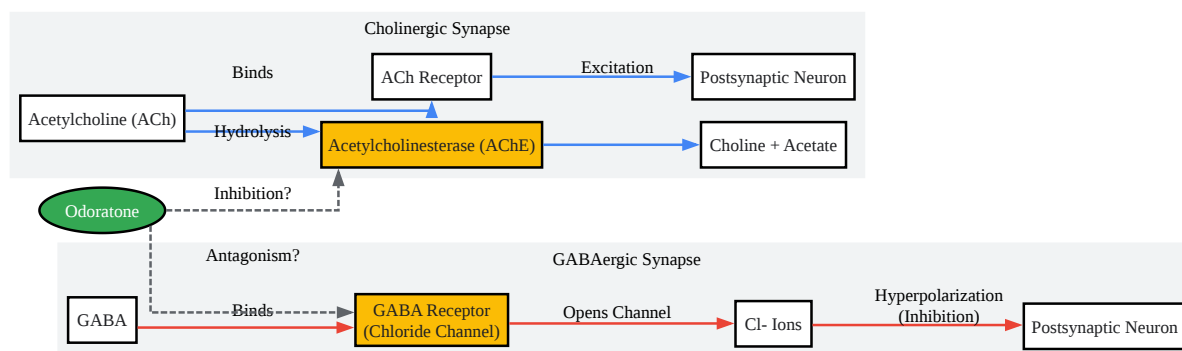 Cholinergic Synapse
Binds
ACh Receptor
Excitation
Postsynaptic Neuron
Acetylcholine (ACh)
Hydrolysis
Acetylcholinesterase (AChE)
Choline + Acetate
Inhibition?
Odoratone
Antagonism?
GABAergic Synapse
GABA
Binds
GABA Receptor
(Chloride Channel)
Opens Channel
Cl- Ions
Hyperpolarization
(Inhibition)
Postsynaptic Neuron